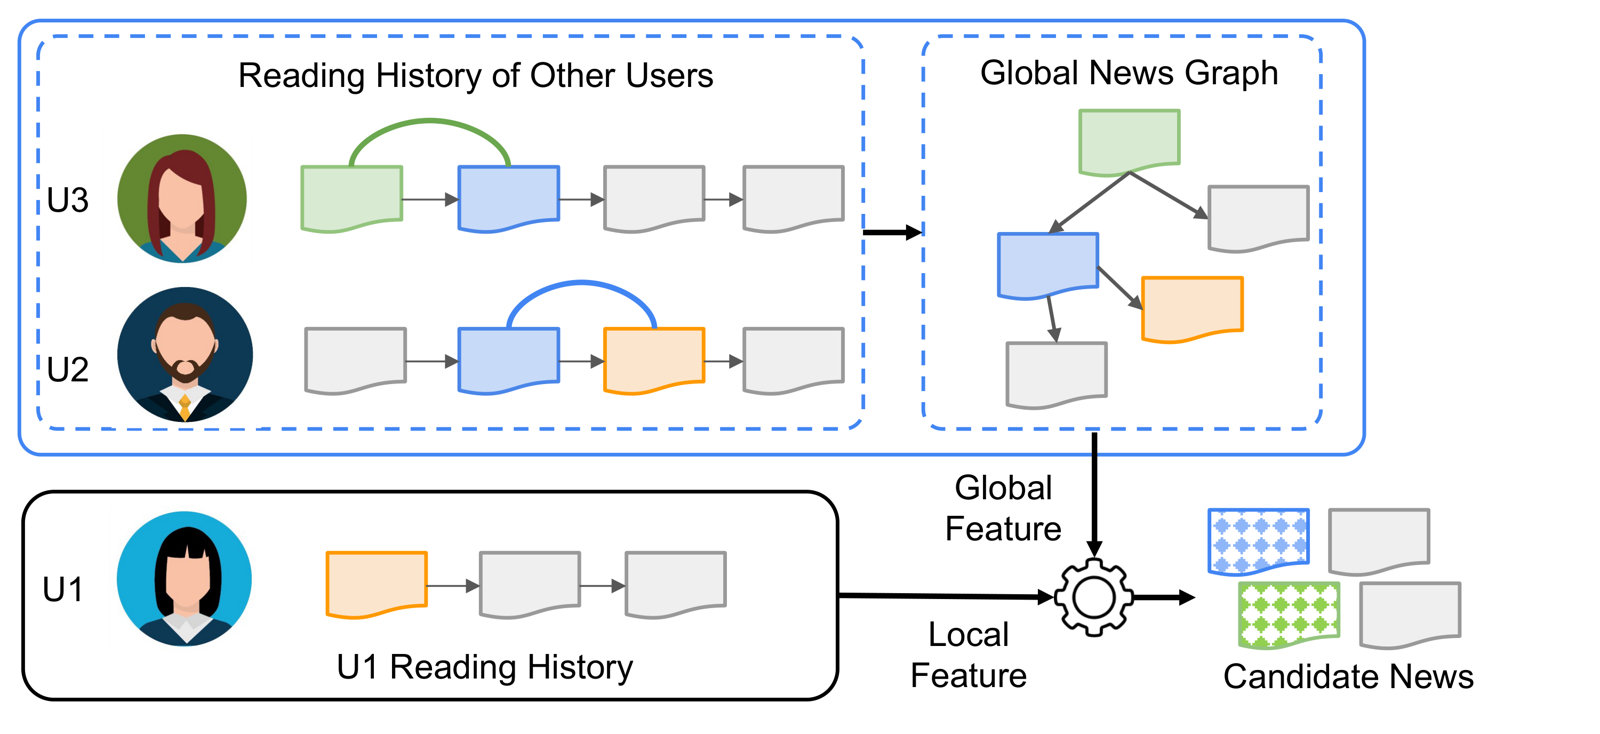 Reading History of Other Users
Global News Graph
U3
U2
Global
Feature
U1
U1 Reading History
Local
Feature
Candidate News